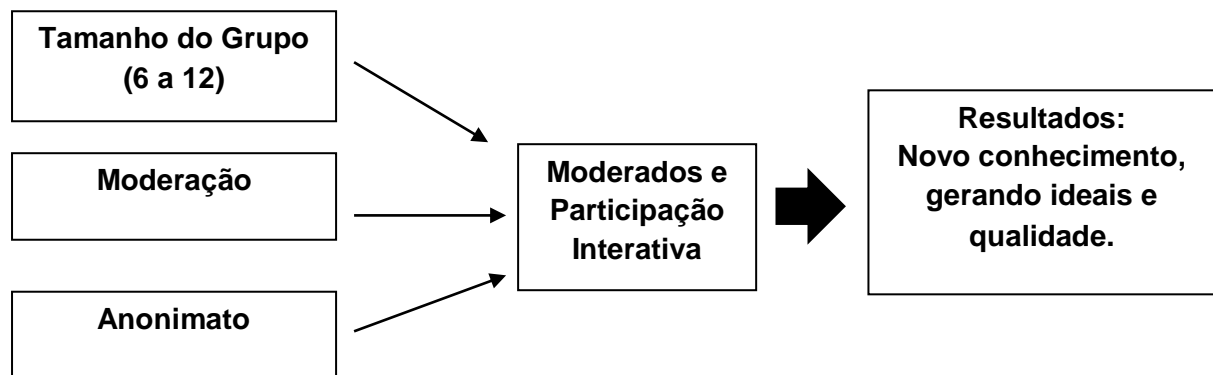 Tamanho do Grupo
(6 a 12)
Moderação
Anonimato
Moderados e
Participação
Interativa
Resultados:
Novo conhecimento,
gerando ideais e
qualidade.